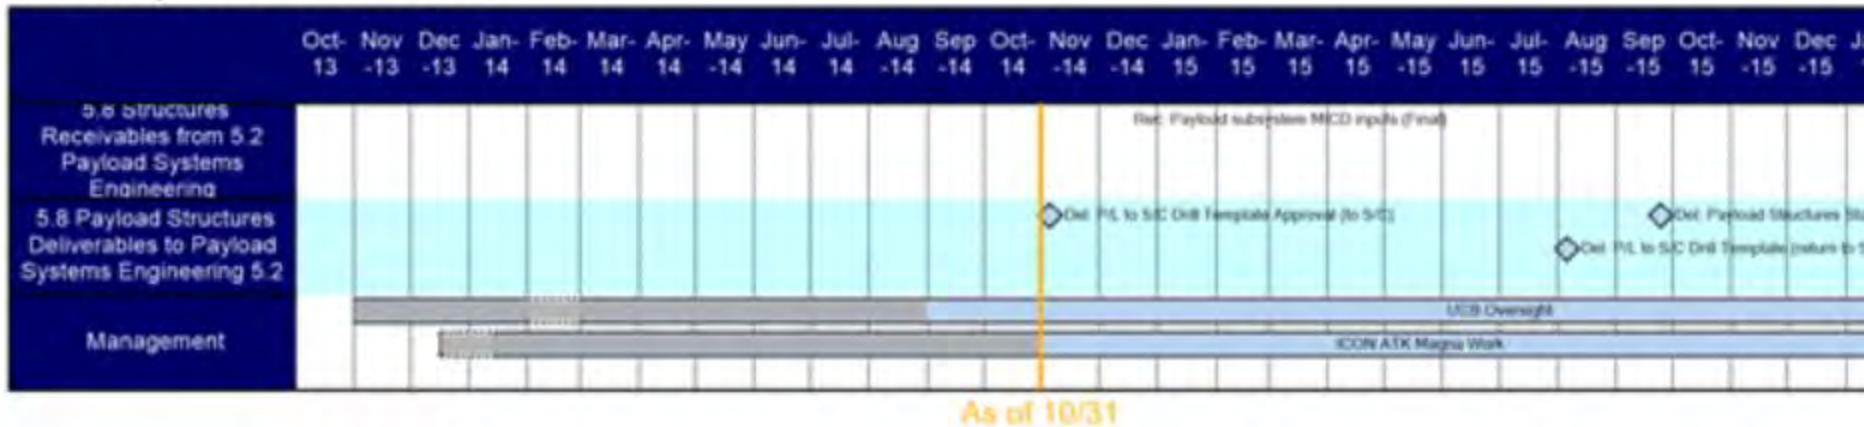 Oct- Nov Dec Jan- Feb- Mar- Apr- May Jun- Jul- Aug Sep Oct- Nov Dec Jan- Feb- Mar- Apr- May Jun- Jul- Aug Sep Oct- Nov Dec J
13 -13 -13 14 14 14 14 -14 14 14 -14 -14 14 -14 -14 15 15 15 15 -15 15 15 -15 -15 15 -15 -15
5.8 Structures
Receivables from 5.2
Payload Systems
Engineering
Rec: Payload subsystem MICD inputs (Final)
5.8 Payload Structures
Deliverables to Payload
Systems Engineering 5.2
Del: P/L to S/C Drill Template Approval (to S/C)
Del: Payload Structures
Del: P/L to S/C Drill Template (return to
Management
UCB Oversight
ICON ATK Magna Work
As of 10/31